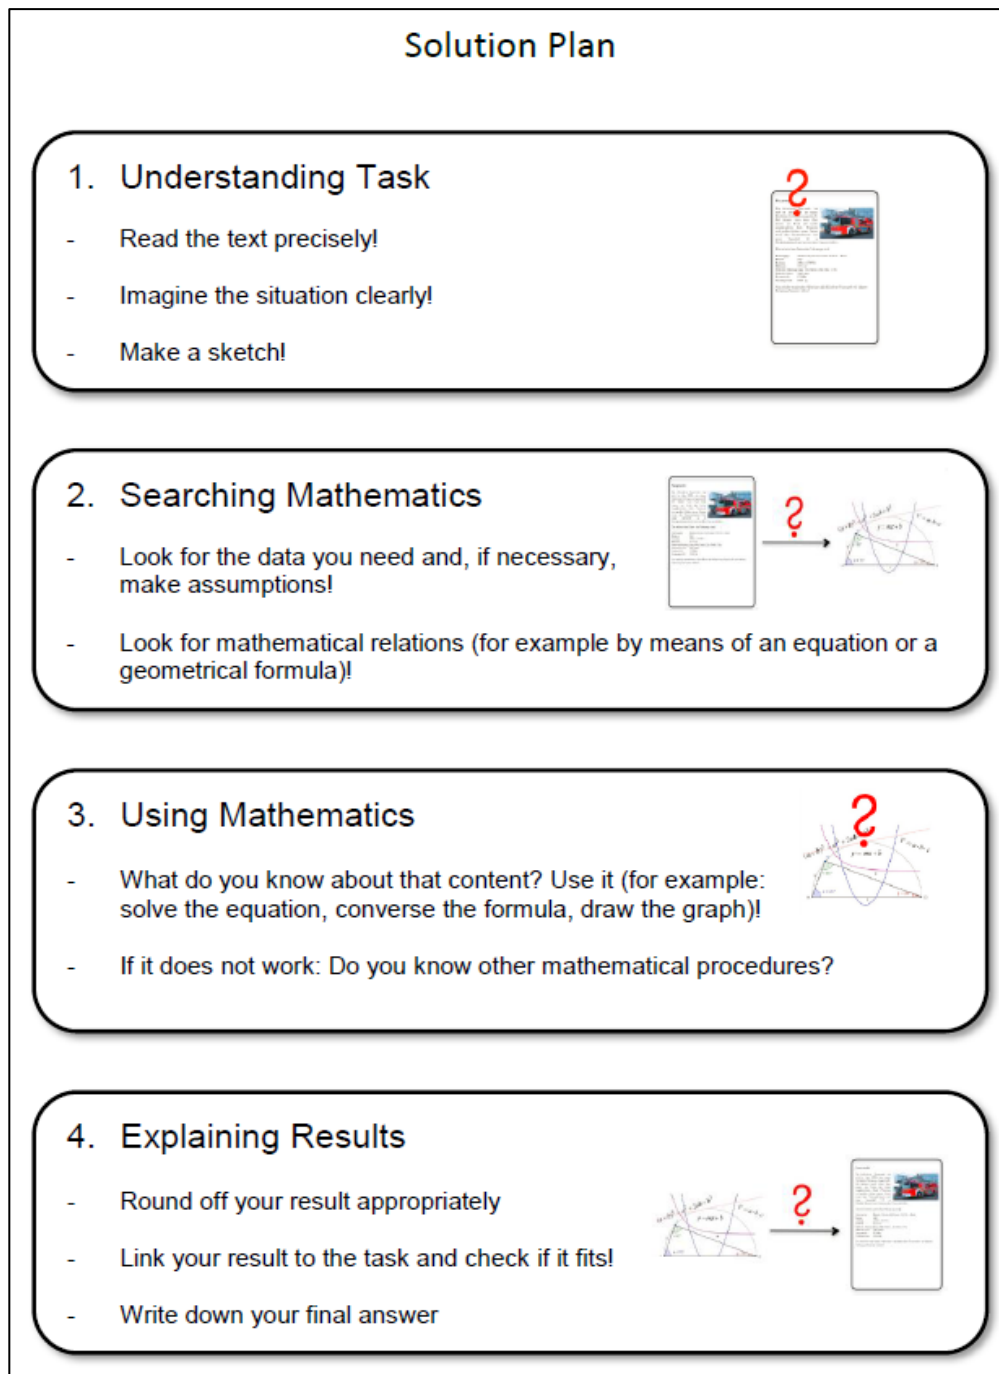 Solution Plan
1. Understanding Task
- Read the text precisely!
- Imagine the situation clearly!
- Make a sketch!
2. Searching Mathematics
- Look for the data you need and, if necessary,
make assumptions!
- Look for mathematical relations (for example by means of an equation or a
geometrical formula)!
3. Using Mathematics
- What do you know about that content? Use it (for example:
solve the equation, converse the formula, draw the graph)!
- If it does not work: Do you know other mathematical procedures?
4. Explaining Results
- Round off your result appropriately
- Link your result to the task and check if it fits!
- Write down your final answer